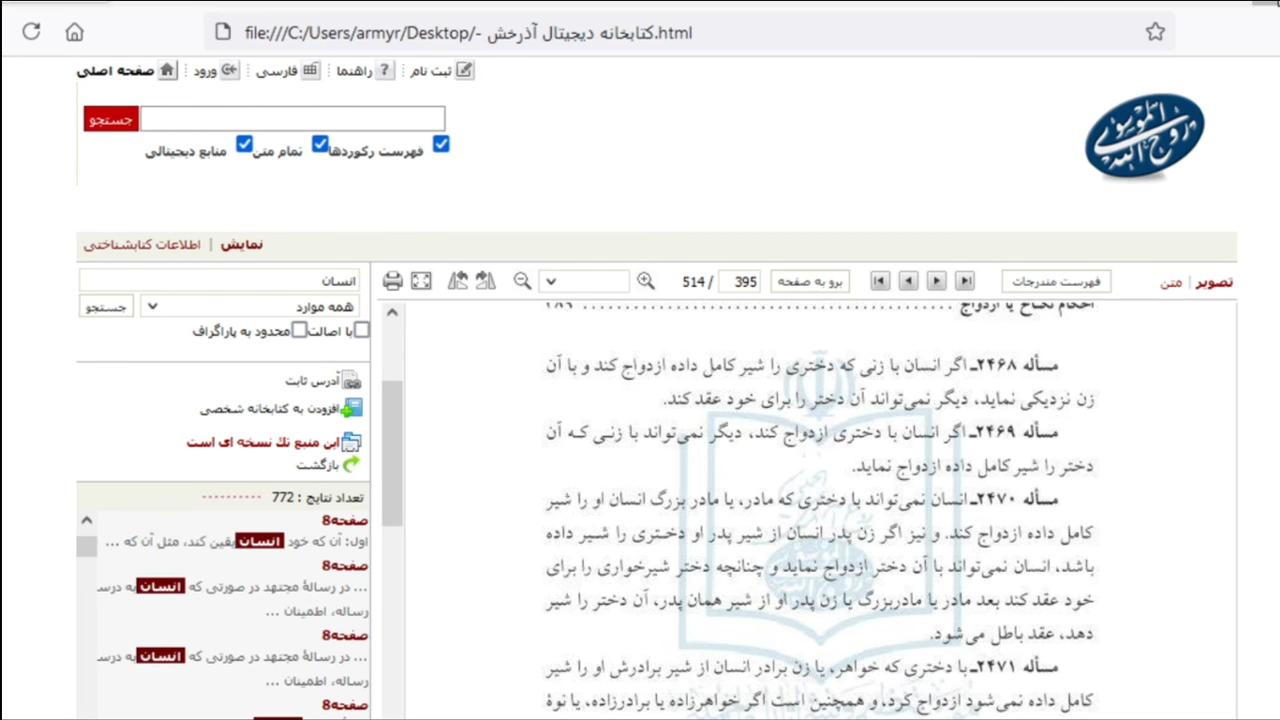 file:///C:/Users/armyr/Desktop/- کتابخانه دیجیتال آذرخش.html
صفحه اصلی ورود فارسی راهنما ثبت نام
جستجو
فهرست رکوردها تمام متن منابع دیجیتالی
روح الله الموسوی
نمایش | اطلاعات کتابشناختی
تصویر | متن فهرست مندرجات برو به صفحه 395 / 514
انسان
همه موارد جستجو
با اصالت محدود به پاراگراف
آدرس ثابت
افزودن به کتابخانه شخصی
این منبع تك نسخه ای است
بازگشت
تعداد نتایج : 772
صفحه8
اول: آن که خود انسان یقین کند، مثل آن که ...
صفحه8
... در رسالهٔ مجتهد در صورتی که انسان به درس
رساله، اطمینان ...
صفحه8
... در رسالهٔ مجتهد در صورتی که انسان به درس
رساله، اطمینان ...
صفحه8
احکام نکاح یا ازدواج ........ ۳۸۹
مسأله ۲۴۶۸ـ اگر انسان با زنی که دختری را شیر کامل داده ازدواج کند و با آن
زن نزدیکی نماید، دیگر نمی‌تواند آن دختر را برای خود عقد کند.
مسأله ۲۴۶۹ـ اگر انسان با دختری ازدواج کند، دیگر نمی‌تواند با زنی که آن
دختر را شیر کامل داده ازدواج نماید.
مسأله ۲۴۷۰ـ انسان نمی‌تواند با دختری که مادر، یا مادر بزرگ انسان او را شیر
کامل داده ازدواج کند. و نیز اگر زن پدر انسان از شیر پدر او دختری را شیر داده
باشد، انسان نمی‌تواند با آن دختر ازدواج نماید و چنانچه دختر شیرخواری را برای
خود عقد کند بعد مادر یا مادربزرگ یا زن پدر او از شیر همان پدر، آن دختر را شیر
دهد، عقد باطل می‌شود.
مسأله ۲۴۷۱ـ با دختری که خواهر، یا زن برادر انسان از شیر برادرش او را شیر
کامل داده نمی‌شود ازدواج کرد، و همچنین است اگر خواهرزاده یا برادرزاده، یا نوهٔ